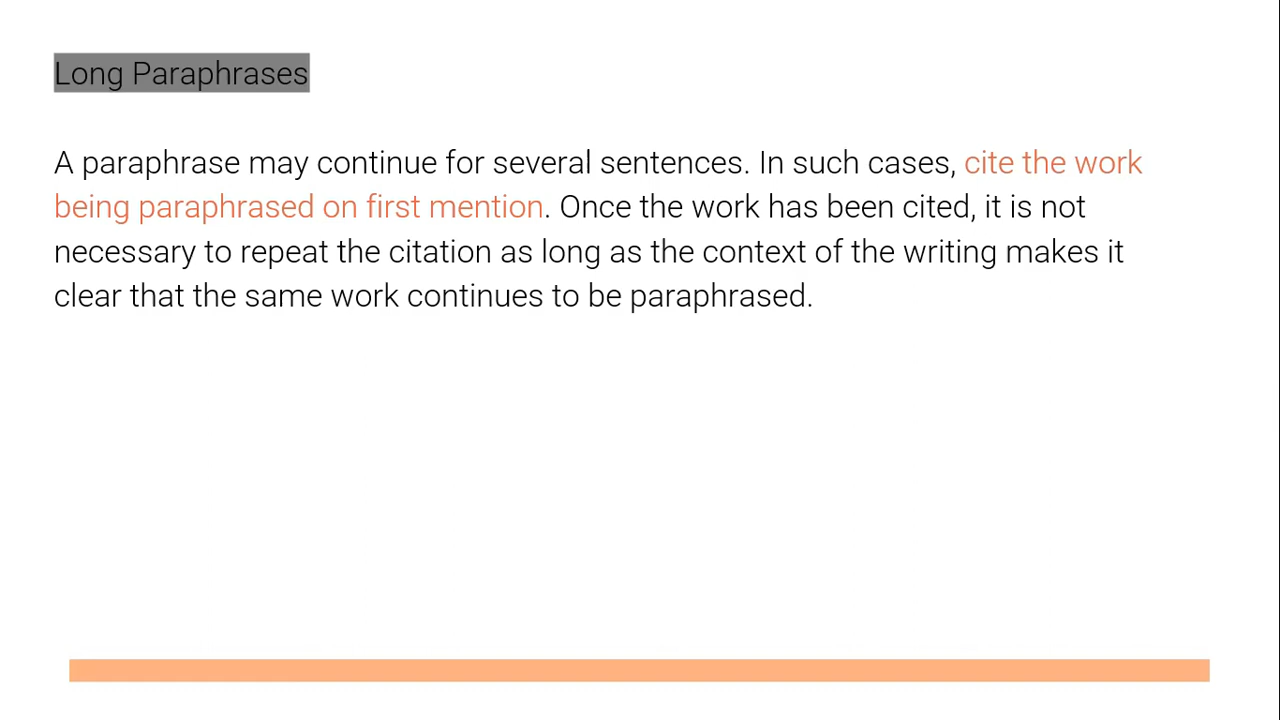 Long Paraphrases
A paraphrase may continue for several sentences. In such cases, cite the work
being paraphrased on first mention. Once the work has been cited, it is not
necessary to repeat the citation as long as the context of the writing makes it
clear that the same work continues to be paraphrased.